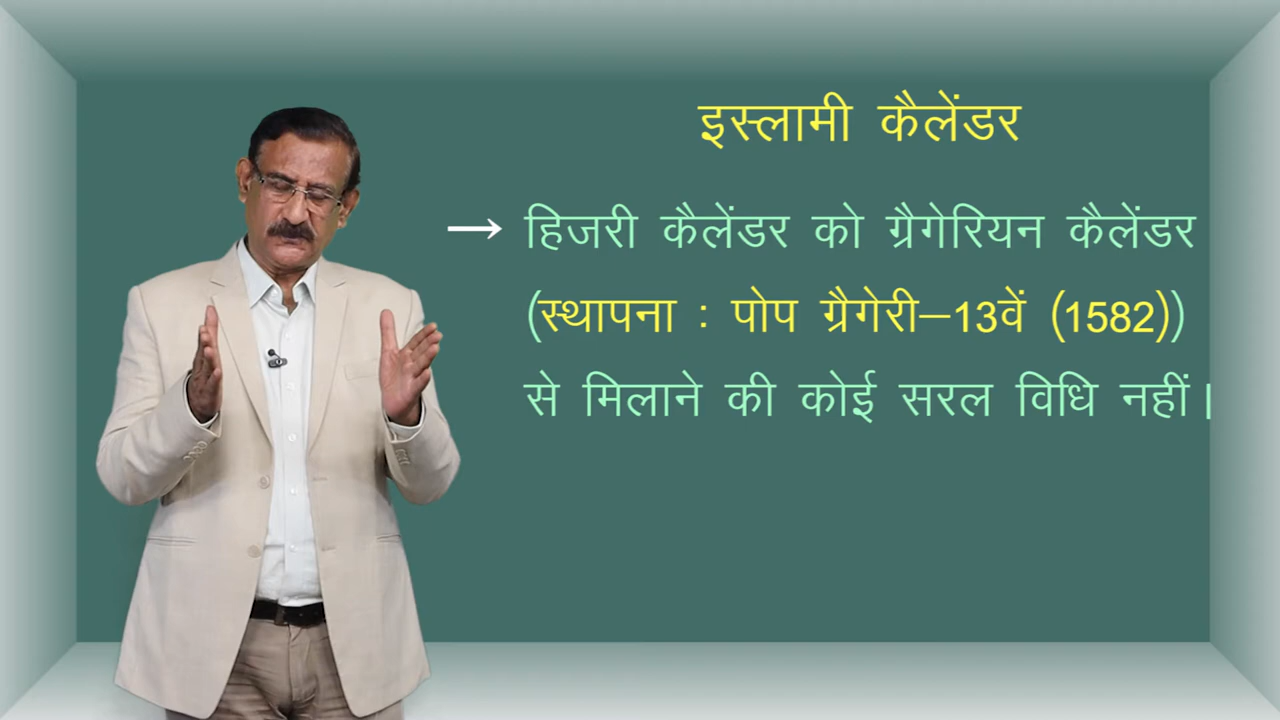 इस्लामी कैलेंडर
→ हिजरी कैलेंडर को ग्रैगेरियन कैलेंडर
(स्थापना : पोप ग्रैगेरी–13वें (1582))
से मिलाने की कोई सरल विधि नहीं।